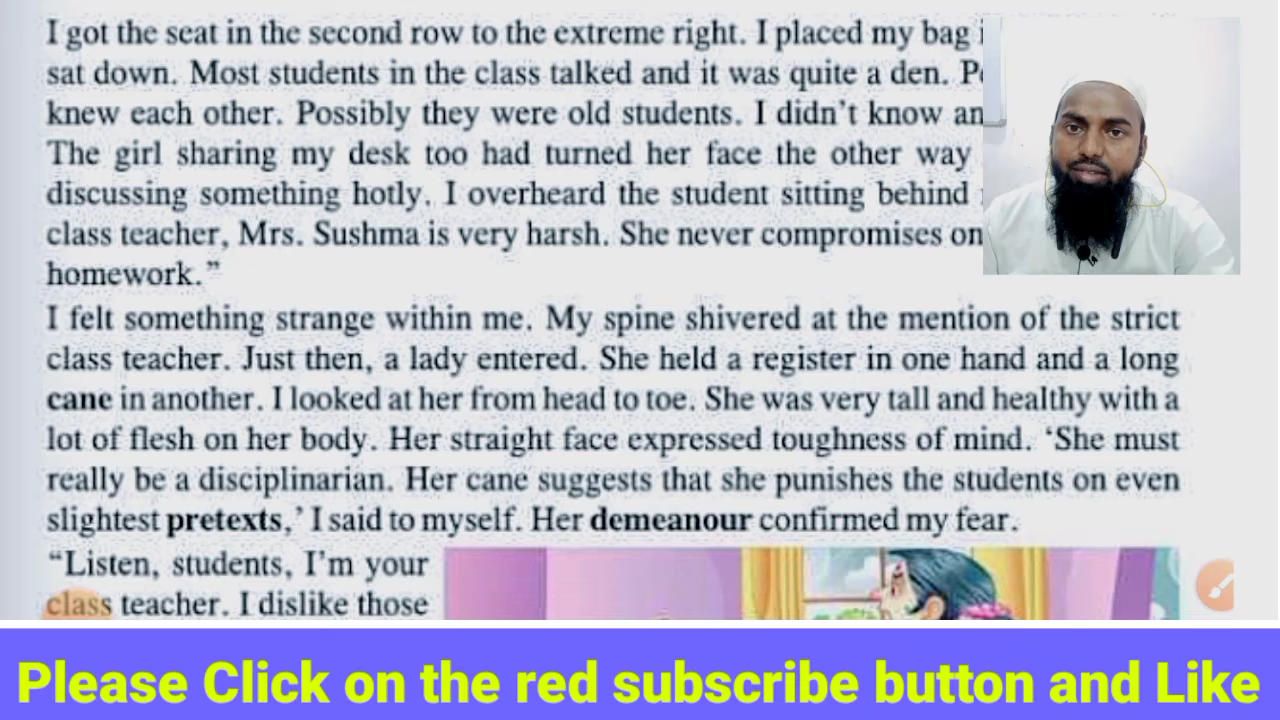 I got the seat in the second row to the extreme right. I placed my bag
sat down. Most students in the class talked and it was quite a den.
knew each other. Possibly they were old students. I didn't know
The girl sharing my desk too had turned her face the other way
discussing something hotly. I overheard the student sitting behind
class teacher, Mrs. Sushma is very harsh. She never compromises on
homework.”
I felt something strange within me. My spine shivered at the mention of the strict
class teacher. Just then, a lady entered. She held a register in one hand and a long
cane in another. I looked at her from head to toe. She was very tall and healthy with a
lot of flesh on her body. Her straight face expressed toughness of mind. ‘She must
really be a disciplinarian. Her cane suggests that she punishes the students on even
slightest pretexts,’ I said to myself. Her demeanour confirmed my fear.
“Listen, students, I’m your
class teacher. I dislike those
Please Click on the red subscribe button and Like